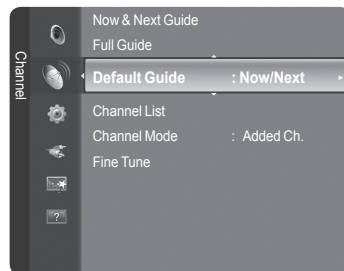 Channel
Now & Next Guide
Full Guide
Default Guide : Now/Next
Channel List
Channel Mode : Added Ch.
Fine Tune
?